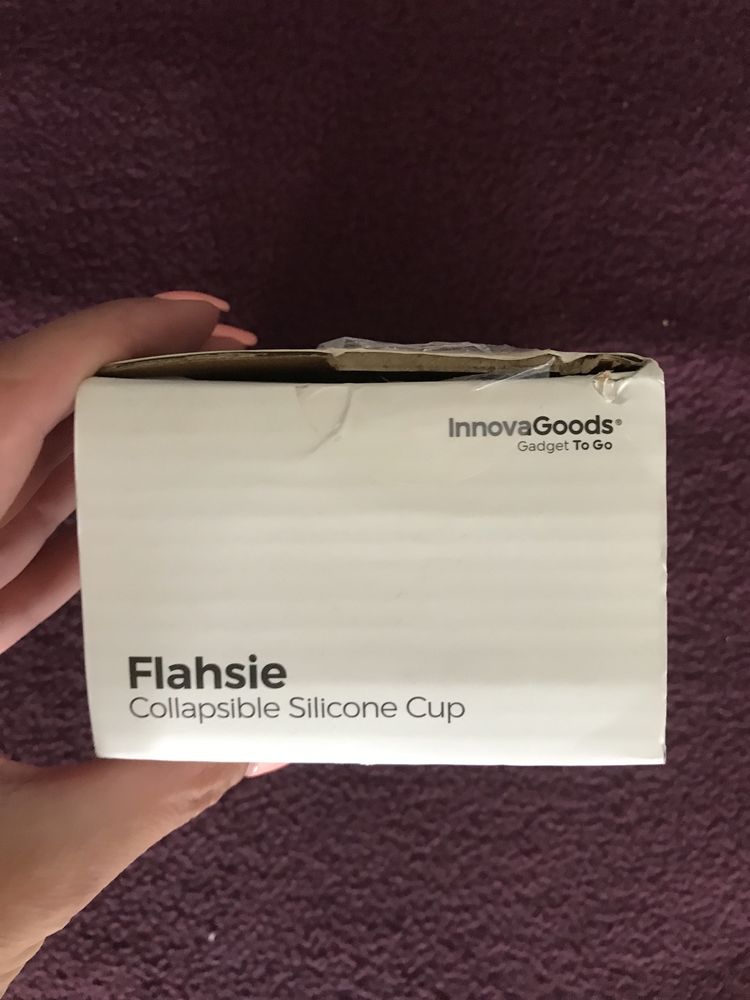 InnovaGoods®
Gadget To Go
Flahsie
Collapsible Silicone Cup